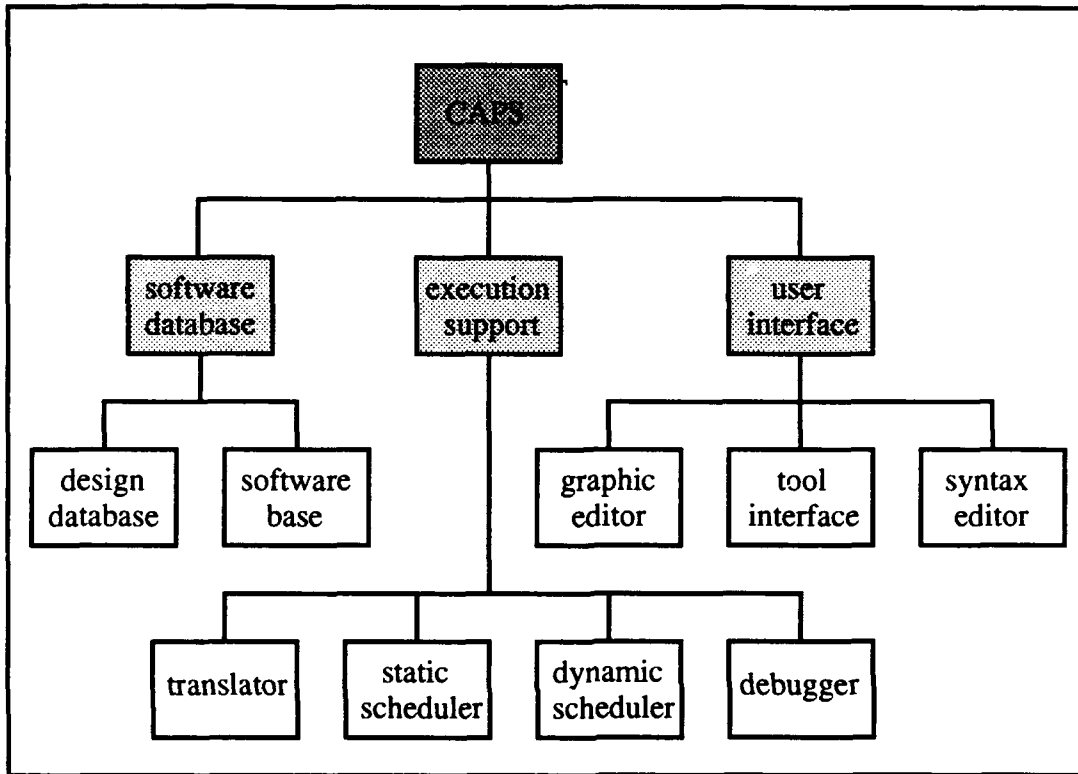 CAPS
software
database
execution
support
user
interface
design
database
software
base
graphic
editor
tool
interface
syntax
editor
translator
static
scheduler
dynamic
scheduler
debugger